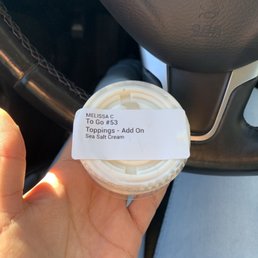 MELISSA C
To Go #53
Toppings - Add On
Sea Salt Cream